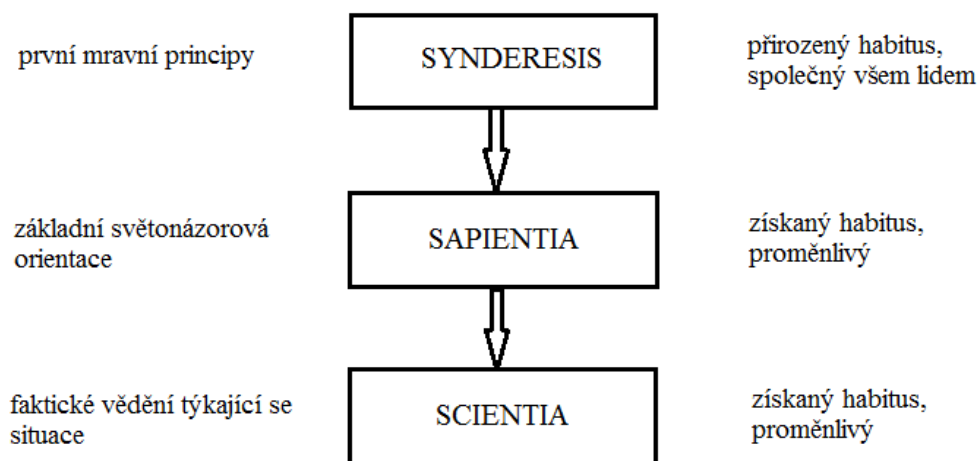 první mravní principy
SYNDERESIS
přirozený habitus,
společný všem lidem
základní světonázorová
orientace
SAPIENTIA
získaný habitus,
proměnlivý
faktické vědění týkající se
situace
SCIENTIA
získaný habitus,
proměnlivý